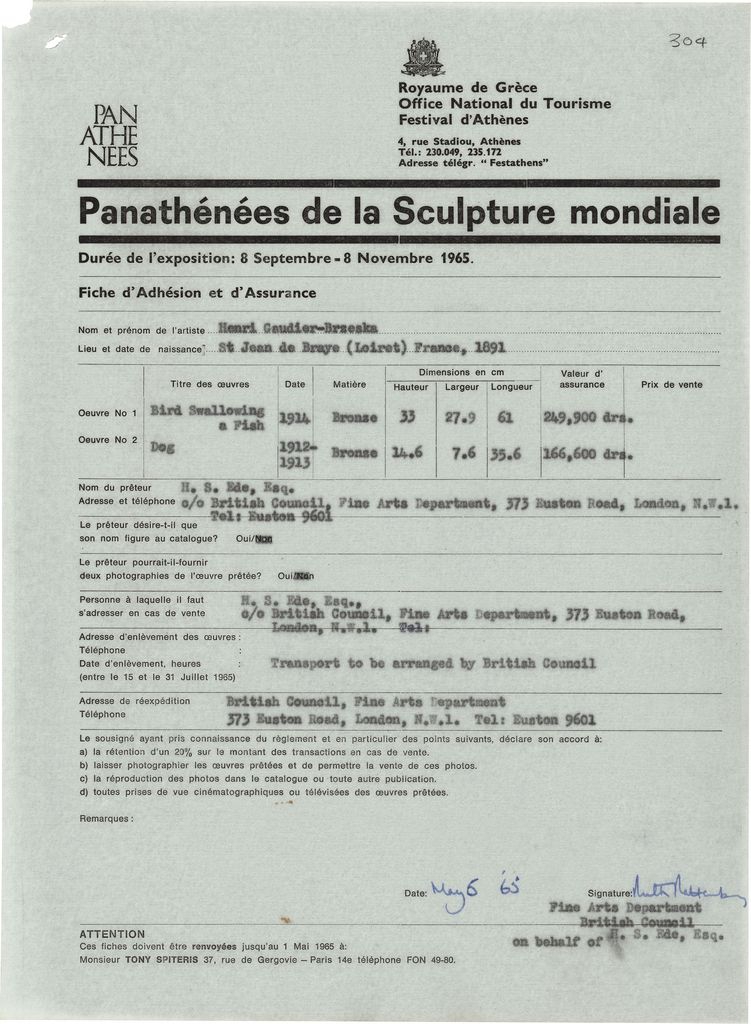 304
PAN
ATHE
NEES
Royaume de Grèce
Office National du Tourisme
Festival d'Athènes
4, rue Stadiou, Athènes
Tél.: 230.049, 235.172
Adresse télégr. “ Festathens”
Panathénées de la Sculpture mondiale
Durée de l'exposition: 8 Septembre - 8 Novembre 1965.
Fiche d'Adhésion et d'Assurance
Nom et prénom de l'artiste Henri Gaudier-Brzeska
Lieu et date de naissance St Jean de Braye (Loiret) France, 1891
Titre des œuvres Date Matière Dimensions en cm Hauteur Largeur Longueur Valeur d' assurance Prix de vente
Oeuvre No 1 Bird Swallowing a Fish 1914 Bronze 33 27.9 61 249,900 drs.
Oeuvre No 2 Dog 1912-1913 Bronze 14.6 7.6 35.6 166,600 drs.
Nom du prêteur H. S. Ede, Esq.
Adresse et téléphone c/o British Council, Fine Arts Department, 373 Euston Road, London, N.W.1.
Tel: Euston 9601
Le prêteur désire-t-il que
son nom figure au catalogue? Oui/Non
Le prêteur pourrait-il-fournir
deux photographies de l'œuvre prêtée? Oui/Non
Personne à laquelle il faut H. S. Ede, Esq.,
s'adresser en cas de vente c/o British Council, Fine Arts Department, 373 Euston Road,
London, N.W.1. Tel:
Adresse d'enlèvement des œuvres :
Téléphone :
Date d'enlèvement, heures : Transport to be arranged by British Council
(entre le 15 et le 31 Juillet 1965)
Adresse de réexpédition British Council, Fine Arts Department
Téléphone 373 Euston Road, London, N.W.1. Tel: Euston 9601
Le sousigné ayant pris connaissance du règlement et en particulier des points suivants, déclare son accord à:
a) la rétention d'un 20% sur le montant des transactions en cas de vente.
b) laisser photographier les œuvres prêtées et de permettre la vente de ces photos.
c) la réproduction des photos dans le catalogue ou toute autre publication.
d) toutes prises de vue cinématographiques ou télévisées des œuvres prêtées.
Remarques :
Date: May 6 '65 Signature:
Fine Arts Department
British Council
on behalf of H. S. Ede, Esq.
ATTENTION
Ces fiches doivent être renvoyées jusqu'au 1 Mai 1965 à:
Monsieur TONY SPITERIS 37, rue de Gergovie – Paris 14e téléphone FON 49-80.